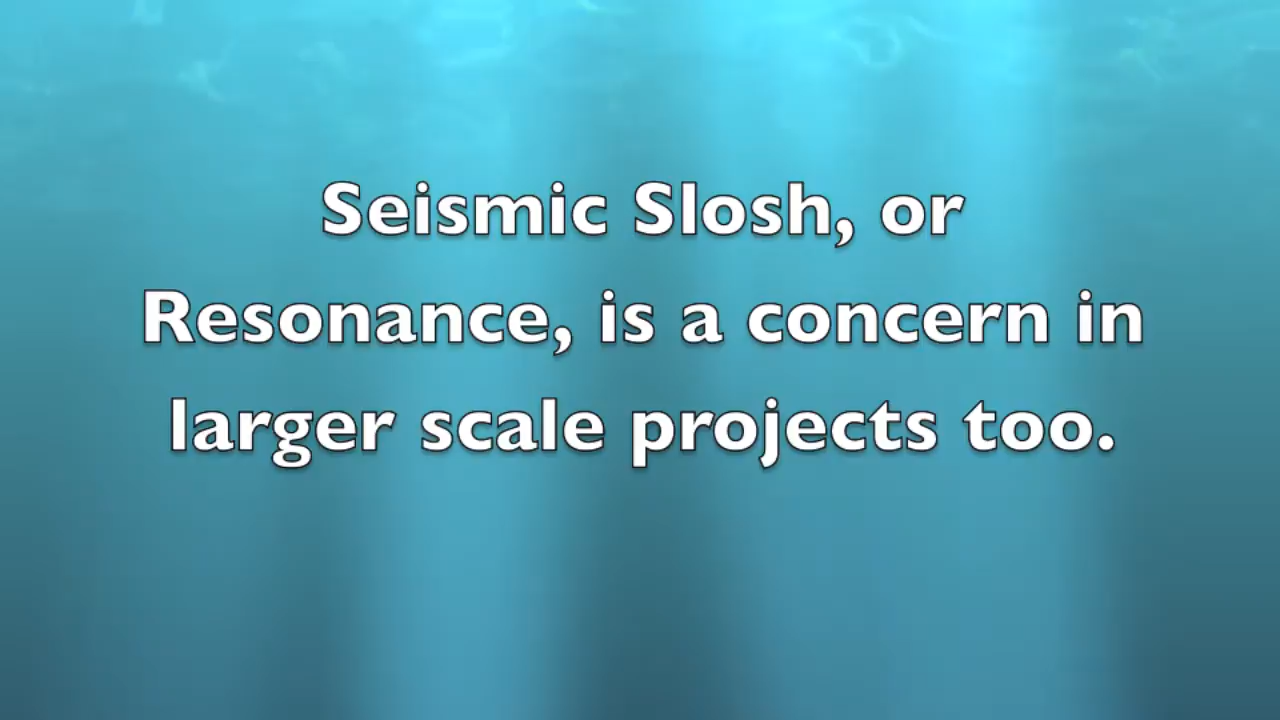 Seismic Slosh, or
Resonance, is a concern in
larger scale projects too.